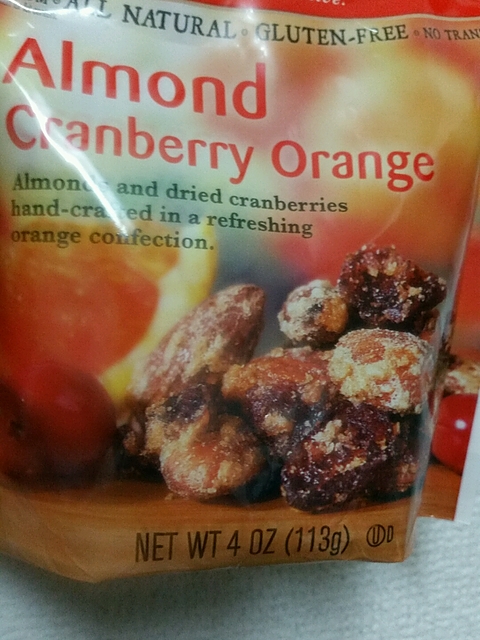 ALL NATURAL • GLUTEN-FREE • NO TRAN
Almond
Cranberry Orange
Almonds and dried cranberries
hand-crafted in a refreshing
orange confection.
NET WT 4 OZ (113g) U D